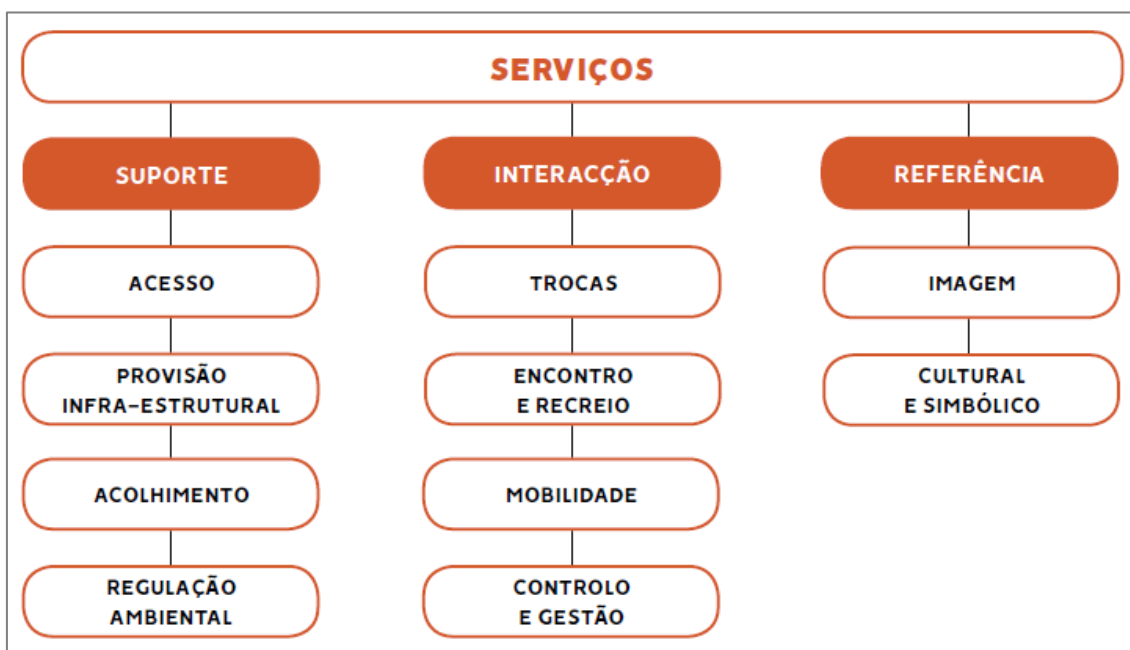 SERVIÇOS
SUPORTE
ACESSO
PROVISÃO
INFRA-ESTRUTURAL
ACOLHIMENTO
REGULAÇÃO
AMBIENTAL
INTERACÇÃO
TROCAS
ENCONTRO
E RECREIO
MOBILIDADE
CONTROLO
E GESTÃO
REFERÊNCIA
IMAGEM
CULTURAL
E SIMBÓLICO